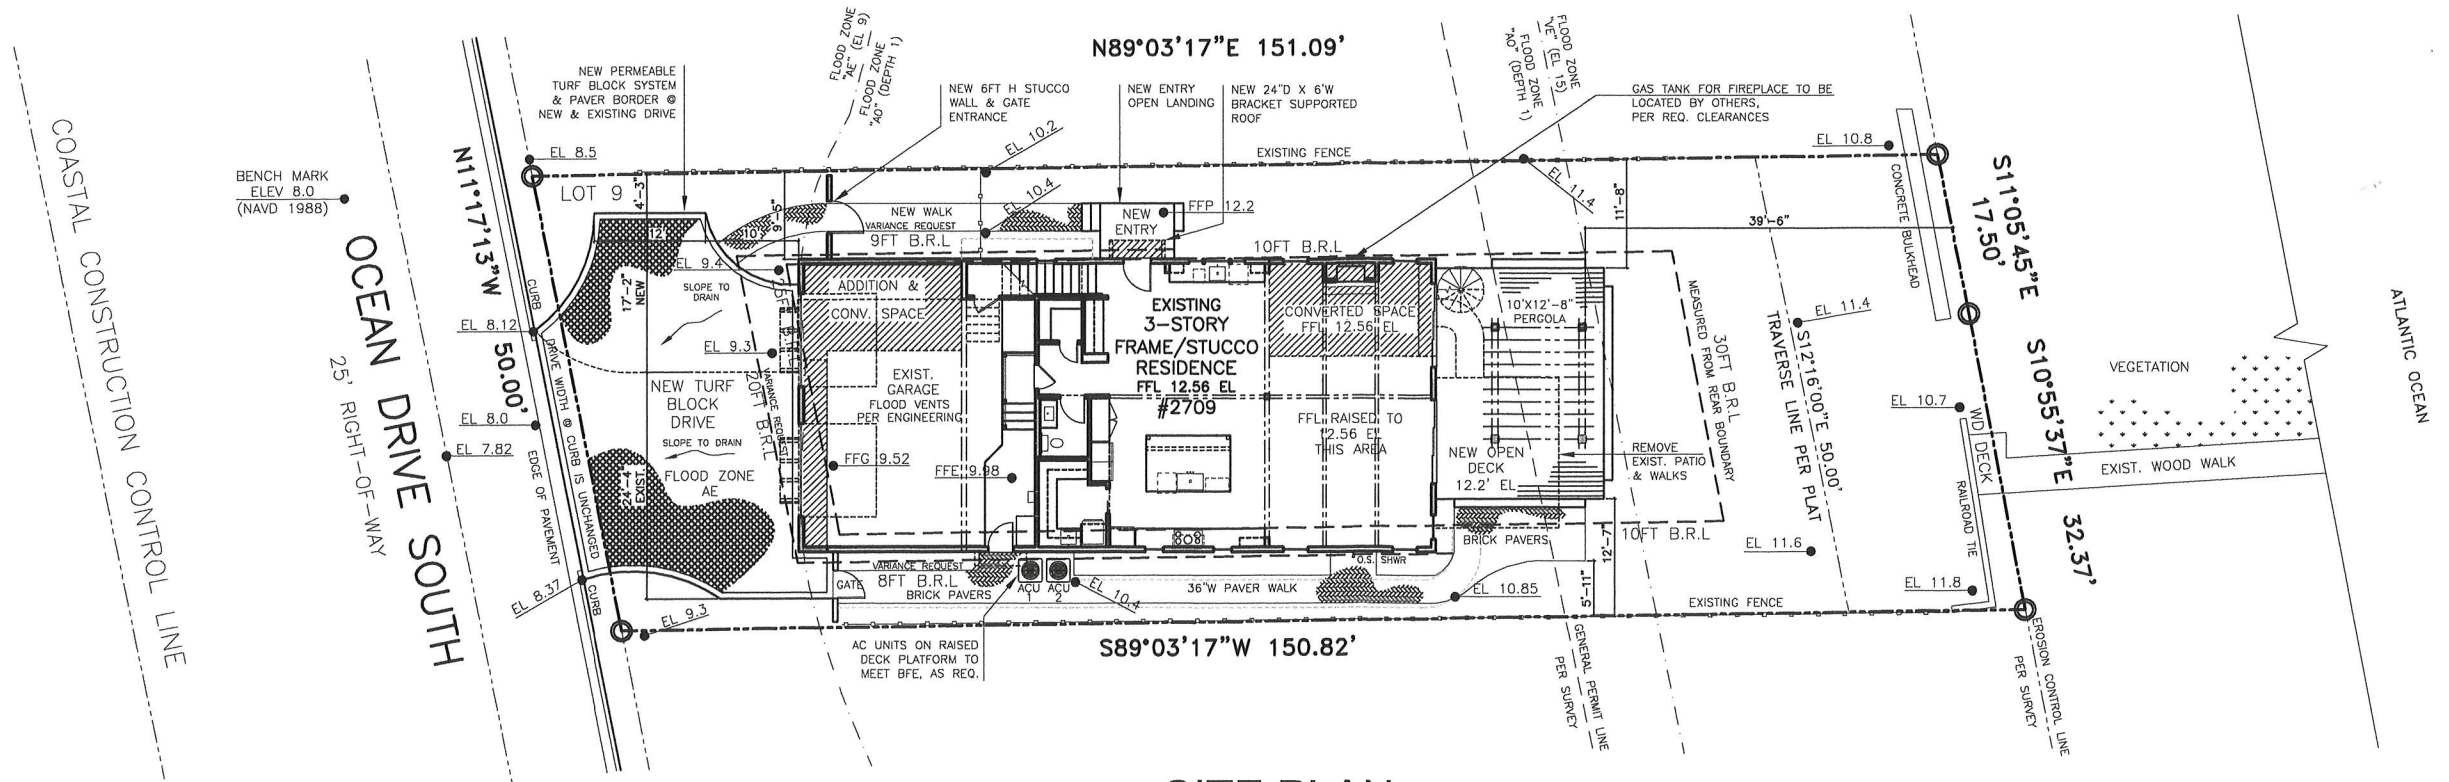 COASTAL CONSTRUCTION CONTROL LINE
BENCH MARK
ELEV 8.0
(NAVD 1988)
OCEAN DRIVE SOUTH
25' RIGHT-OF-WAY
N11°17'13"W 50.00'
EL 8.5
LOT 9
EL 8.12
EL 8.0
EL 7.82
EL 8.37
EL 9.3
CURB
DRIVE WIDTH @ CURB IS UNCHANGED
EDGE OF PAVEMENT
CURB
NEW PERMEABLE
TURF BLOCK SYSTEM
& PAVER BORDER @
NEW & EXISTING DRIVE
4'-3"
12'
10'
9'-5"
17'-2"
NEW
24'-4"
EXIST.
EL 9.4
SLOPE TO
DRAIN
EL 9.3
NEW TURF
BLOCK
DRIVE
SLOPE TO DRAIN
FLOOD ZONE
AE
VARIANCE REQUEST
20FT B.R.L
FLOOD ZONE
"AE" (EL 9)
FLOOD ZONE
"AO" (DEPTH 1)
NEW 6FT H STUCCO
WALL & GATE
ENTRANCE
N89°03'17"E 151.09'
NEW ENTRY
OPEN LANDING
NEW 24"D X 6'W
BRACKET SUPPORTED
ROOF
EL 10.2
EL 10.4
NEW WALK
VARIANCE REQUEST
9FT B.R.L
NEW
ENTRY
FFP 12.2
EXISTING FENCE
10FT B.R.L
FLOOD ZONE
"VE" (EL 15)
FLOOD ZONE
"AO" (DEPTH 1)
GAS TANK FOR FIREPLACE TO BE
LOCATED BY OTHERS,
PER REQ. CLEARANCES
EL 11.4
11'-8"
39'-6"
EL 10.8
CONCRETE BULKHEAD
S11°05'45"E
17.50'
ADDITION &
CONV. SPACE
EXIST.
GARAGE
FLOOD VENTS
PER ENGINEERING
FFG 9.52
FFE 9.98
EXISTING
3-STORY
FRAME/STUCCO
RESIDENCE
FFL 12.56 EL
#2709
CONVERTED SPACE
FFL 12.56 EL
FFL RAISED TO
12.56 EL
THIS AREA
10'X12'-8"
PERGOLA
NEW OPEN
DECK
12.2' EL
REMOVE
EXIST. PATIO
& WALKS
30FT B.R.L
MEASURED FROM REAR BOUNDARY
EL 11.4
S12°16'00"E 50.00'
TRAVERSE LINE PER PLAT
EL 10.7
WD DECK
RAILROAD TIE
S10°55'37"E 32.37'
VEGETATION
EXIST. WOOD WALK
ATLANTIC OCEAN
GATE
VARIANCE REQUEST
8FT B.R.L
BRICK PAVERS
ACU
1
ACU
2
EL 10.4
36"W PAVER WALK
O.S. SHWR
BRICK PAVERS
EL 10.85
12'-7"
5'-11"
10FT B.R.L
EL 11.6
EL 11.8
EXISTING FENCE
AC UNITS ON RAISED
DECK PLATFORM TO
MEET BFE, AS REQ.
S89°03'17"W 150.82'
GENERAL PERMIT LINE
PER SURVEY
EROSION CONTROL LINE
PER SURVEY
SITE PLAN